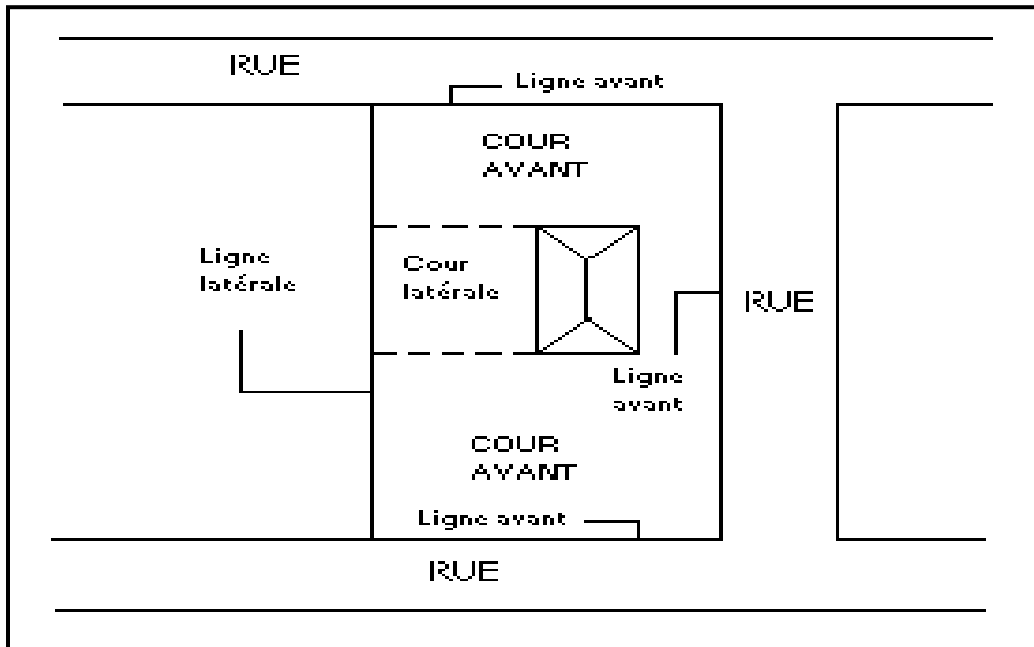 RUE
Ligne avant
COUR
AVANT
Ligne
latérale
Cour
latérale
RUE
Ligne
avant
COUR
AVANT
Ligne avant
RUE